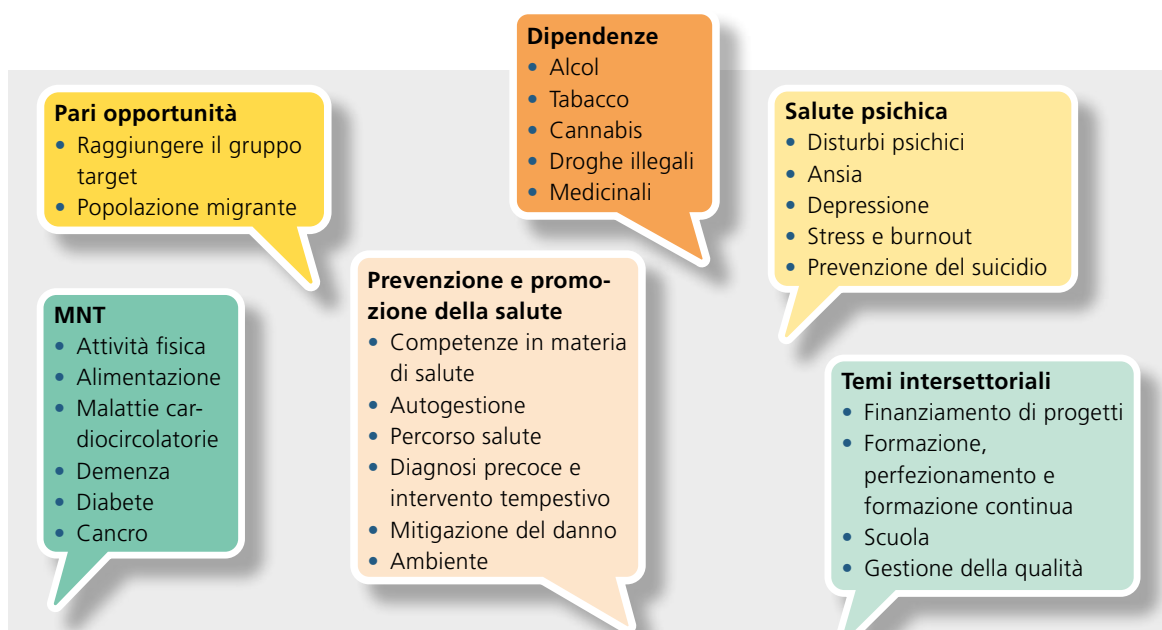 Dipendenze
• Alcol
• Tabacco
• Cannabis
• Droghe illegali
• Medicinali
Pari opportunità
• Raggiungere il gruppo
target
• Popolazione migrante
Salute psichica
• Disturbi psichici
• Ansia
• Depressione
• Stress e burnout
• Prevenzione del suicidio
MNT
• Attività fisica
• Alimentazione
• Malattie car-
diocircolatorie
• Demenza
• Diabete
• Cancro
Prevenzione e promo-
zione della salute
• Competenze in materia
di salute
• Autogestione
• Percorso salute
• Diagnosi precoce e
intervento tempestivo
• Mitigazione del danno
• Ambiente
Temi intersettoriali
• Finanziamento di progetti
• Formazione,
perfezionamento e
formazione continua
• Scuola
• Gestione della qualità